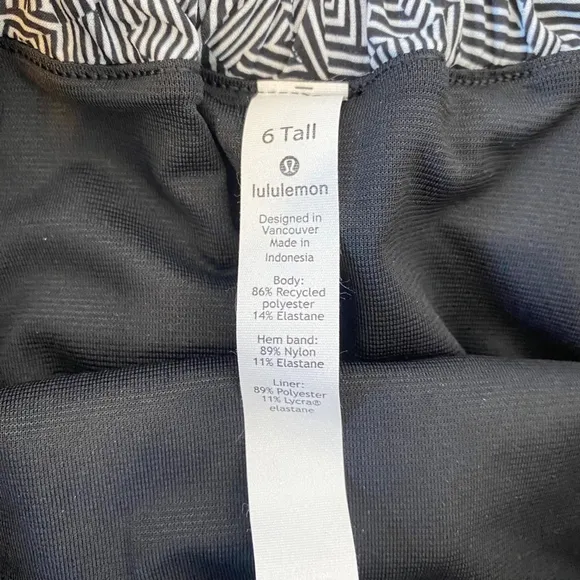 6 Tall
lululemon
Designed in
Vancouver
Made in
Indonesia
Body:
86% Recycled
polyester
14% Elastane
Hem band:
89% Nylon
11% Elastane
Liner:
89% Polyester
11% Lycra®
elastane